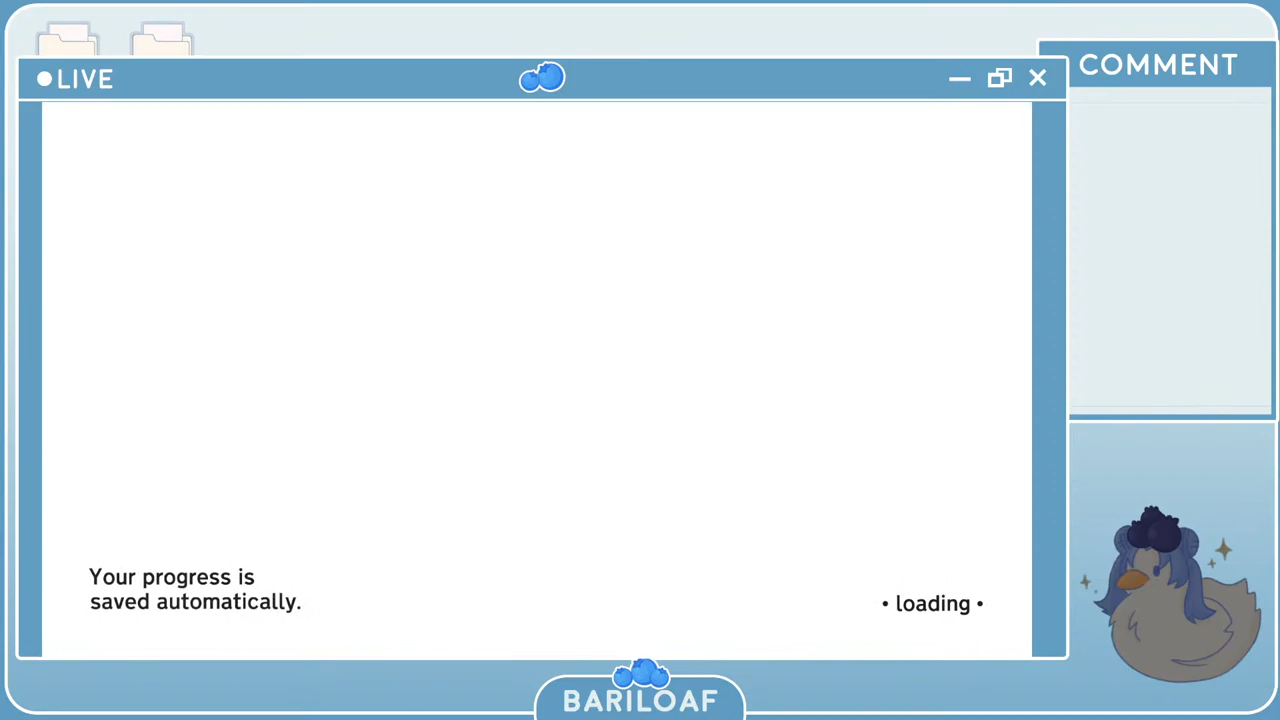 LIVE
COMMENT
Your progress is
saved automatically.
• loading •
BARILOAF